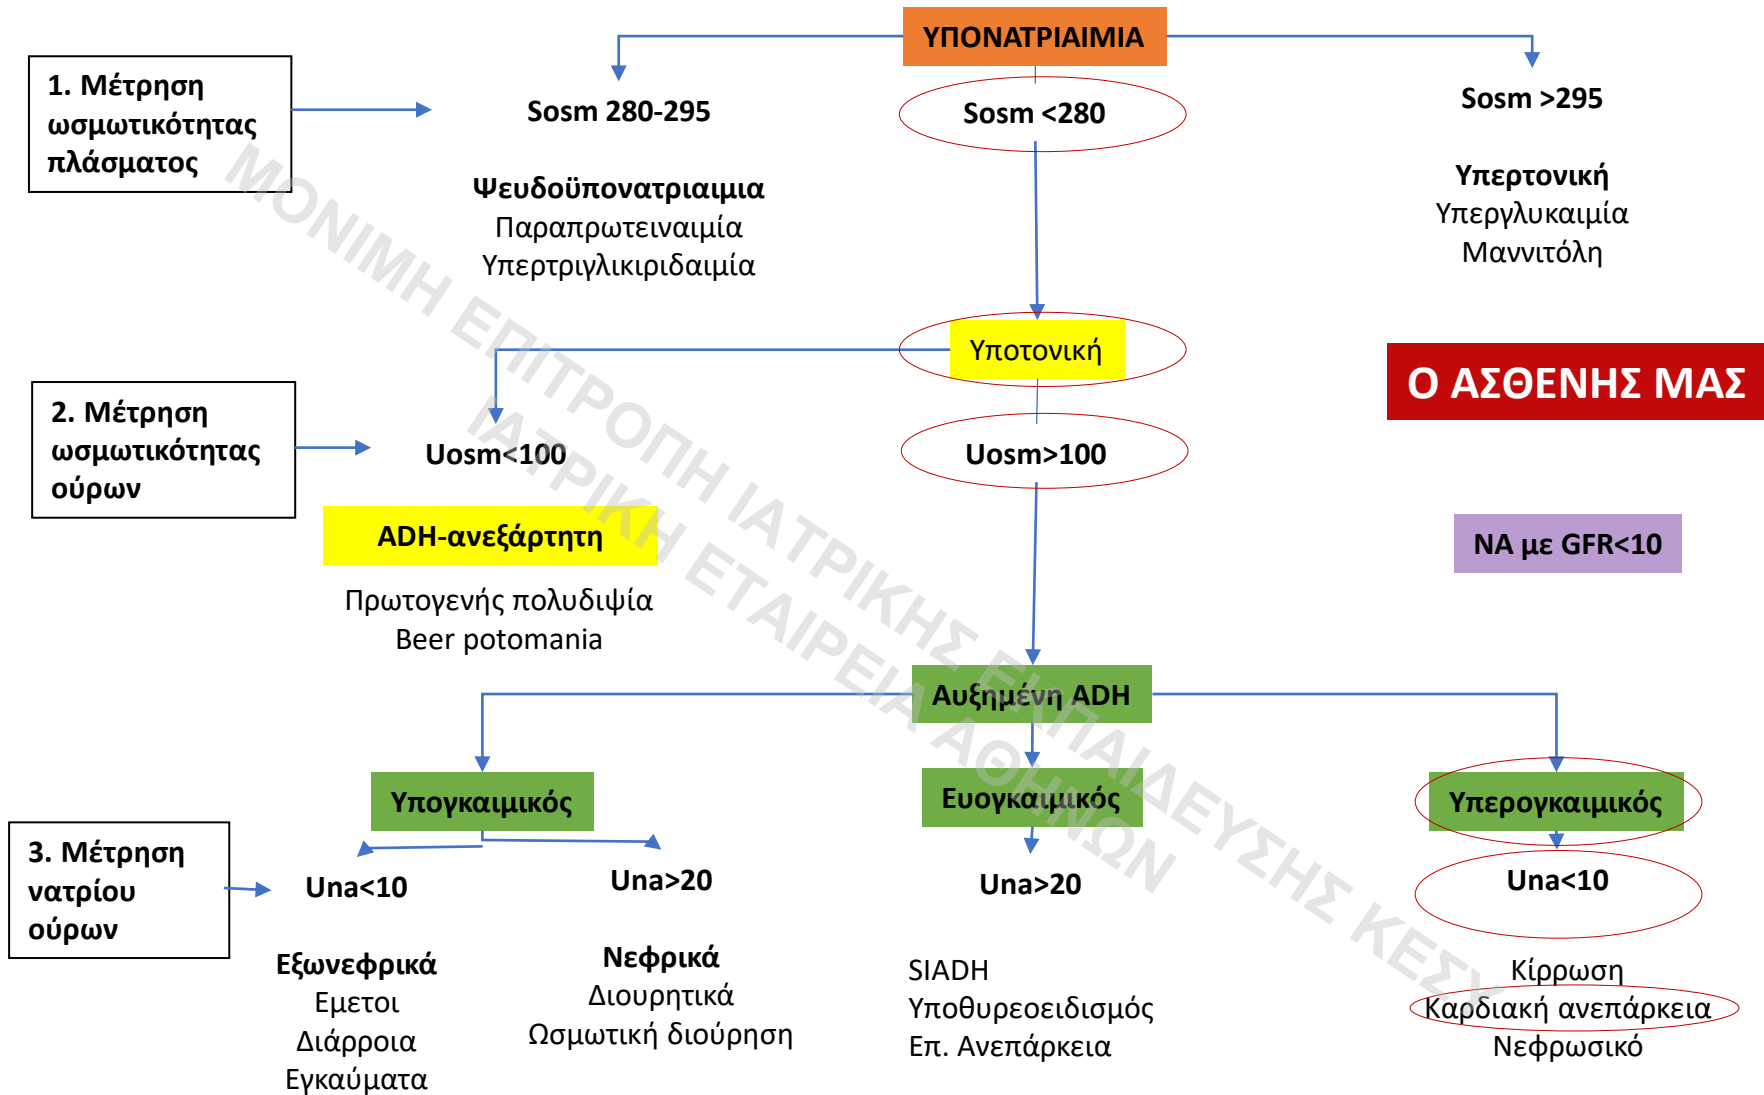 ΥΠΟΝΑΤΡΙΑΙΜΙΑ
1. Μέτρηση
ωσμωτικότητας
πλάσματος
Sosm 280-295
Sosm <280
Sosm >295
Ψευδοϋπονατριαιμια
Παραπρωτειναιμία
Υπερτριγλικιριδαιμία
Υπερτονική
Υπεργλυκαιμία
Μαννιτόλη
Υποτονική
Ο ΑΣΘΕΝΗΣ ΜΑΣ
2. Μέτρηση
ωσμωτικότητας
ούρων
Uosm<100
Uosm>100
ADH-ανεξάρτητη
Πρωτογενής πολυδιψία
Beer potomania
ΝΑ με GFR<10
Αυξημένη ADH
Υπογκαιμικός
Ευογκαιμικός
Υπερογκαιμικός
3. Μέτρηση
νατρίου
ούρων
Una<10
Una>20
Una>20
Una<10
Εξωνεφρικά
Εμετοι
Διάρροια
Εγκαύματα
Νεφρικά
Διουρητικά
Ωσμωτική διούρηση
SIADH
Υποθυρεοειδισμός
Επ. Ανεπάρκεια
Κίρρωση
Καρδιακή ανεπάρκεια
Νεφρωσικό
ΜΟΝΙΜΗ ΕΠΙΤΡΟΠΗ ΙΑΤΡΙΚΗΣ ΕΚΠΑΙΔΕΥΣΗΣ ΚΕΣΥ
ΙΑΤΡΙΚΗ ΕΤΑΙΡΕΙΑ ΑΘΗΝΩΝ